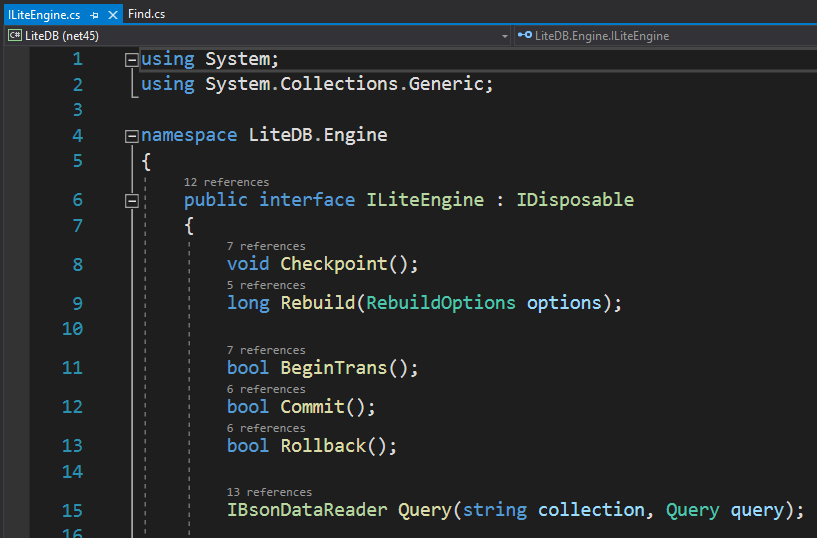 ILiteEngine.cs Find.cs
C# LiteDB (net45) LiteDB.Engine.ILiteEngine
1 using System;
2 using System.Collections.Generic;
3
4 namespace LiteDB.Engine
5 {
12 references
6 public interface ILiteEngine : IDisposable
7 {
7 references
8 void Checkpoint();
5 references
9 long Rebuild(RebuildOptions options);
10
7 references
11 bool BeginTrans();
6 references
12 bool Commit();
6 references
13 bool Rollback();
14
13 references
15 IBsonDataReader Query(string collection, Query query);
16